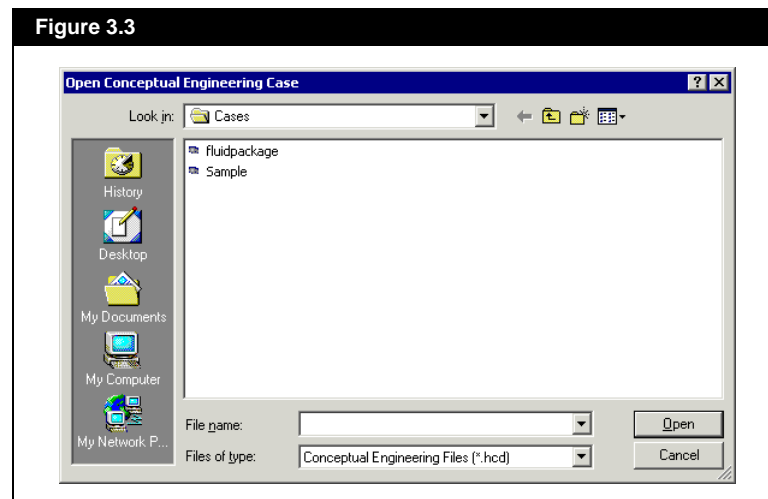 Figure 3.3
Open Conceptual Engineering Case
Look in:
Cases
fluidpackage
Sample
History
Desktop
My Documents
My Computer
My Network P...
File name:
Open
Files of type:
Conceptual Engineering Files (*.hcd)
Cancel